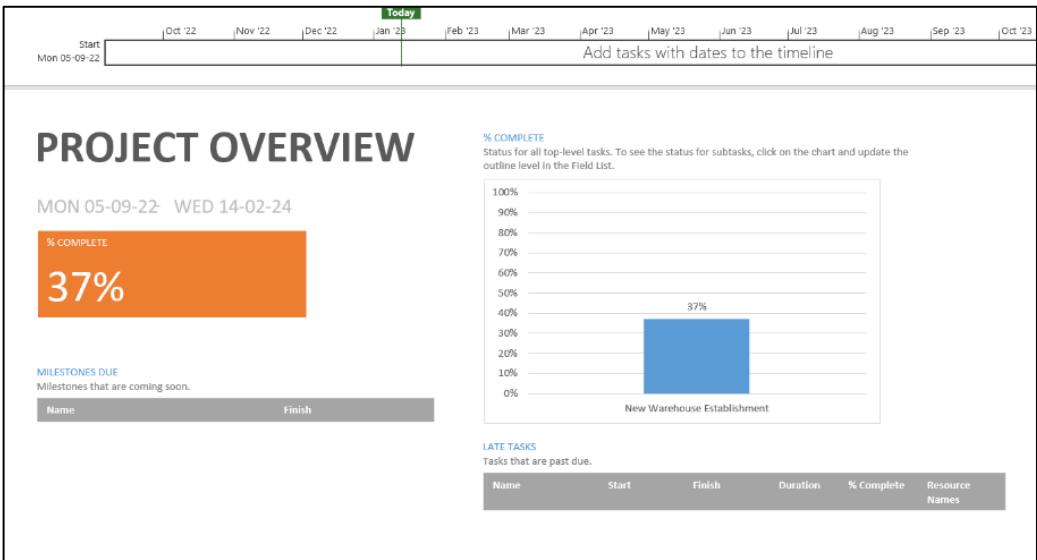 Today
Oct '22 Nov '22 Dec '22 Jan '23 Feb '23 Mar '23 Apr '23 May '23 Jun '23 Jul '23 Aug '23 Sep '23 Oct '23
Start
Mon 05-09-22
Add tasks with dates to the timeline
PROJECT OVERVIEW
MON 05-09-22- WED 14-02-24
% COMPLETE
37%
MILESTONES DUE
Milestones that are coming soon.
Name Finish
% COMPLETE
Status for all top-level tasks. To see the status for subtasks, click on the chart and update the
outline level in the Field List.
100%
90%
80%
70%
60%
50%
40%
30%
20%
10%
0%
37%
New Warehouse Establishment
LATE TASKS
Tasks that are past due.
Name Start Finish Duration % Complete Resource
Names